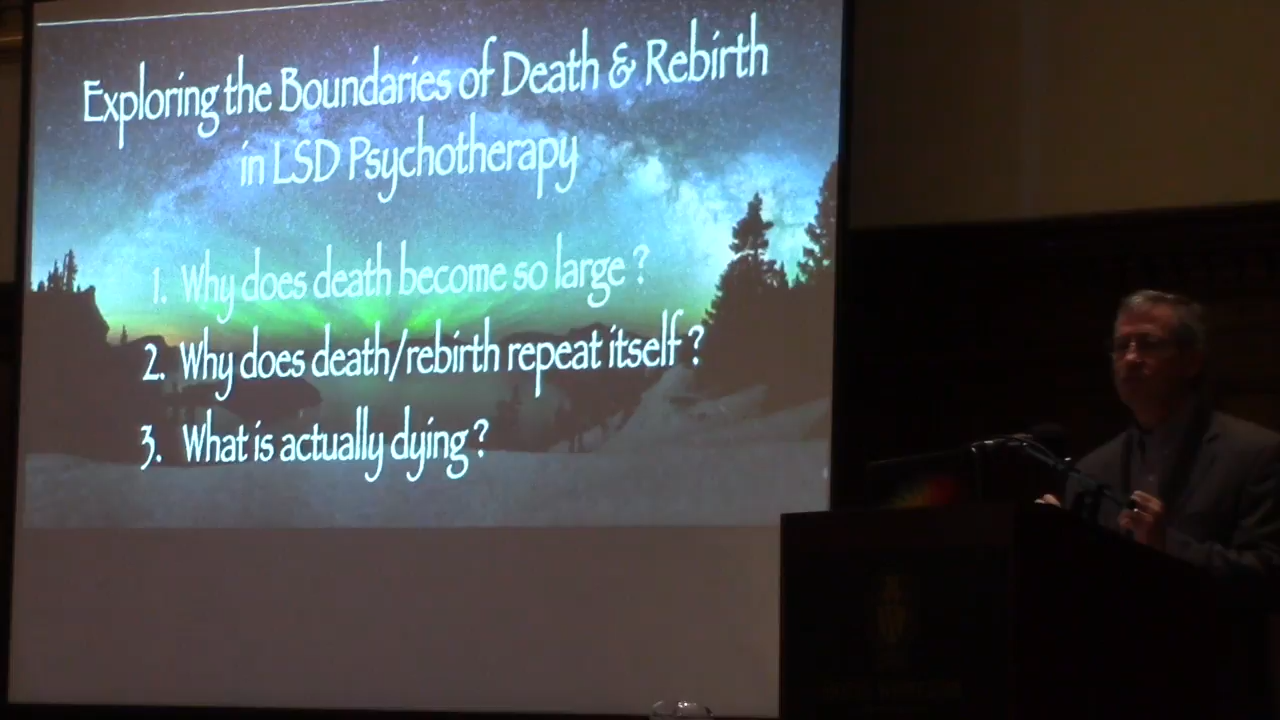 Exploring the Boundaries of Death & Rebirth
in LSD Psychotherapy
1. Why does death become so large ?
2. Why does death/rebirth repeat itself ?
3. What is actually dying ?